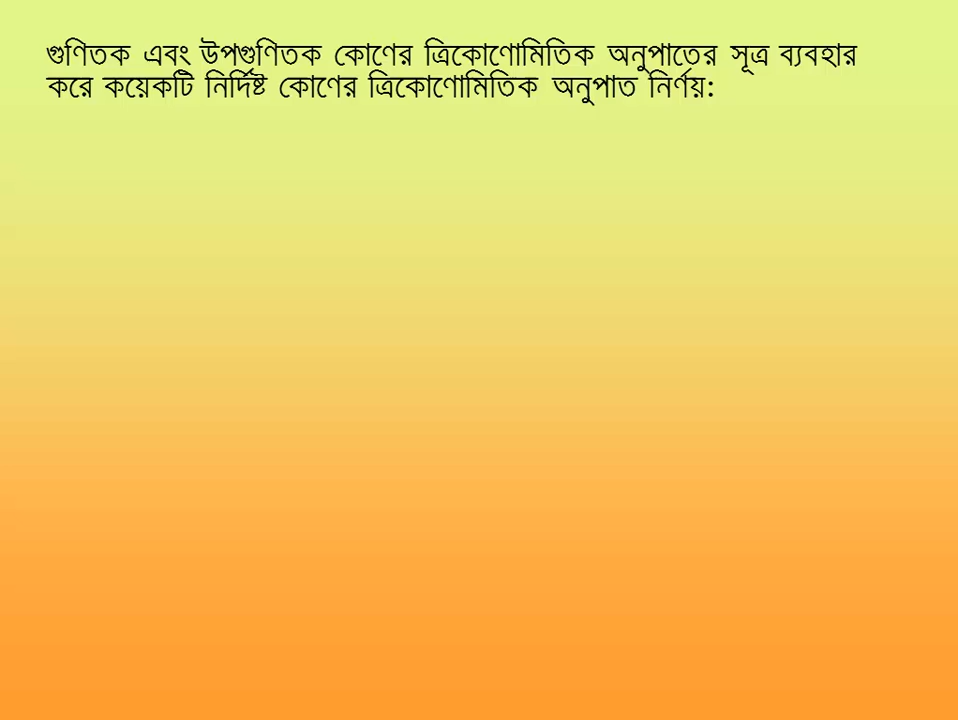 গুণিতক এবং উপগুণিতক কোণের ত্রিকোণোমিতিক অনুপাতের সূত্র ব্যবহার
করে কয়েকটি নির্দিষ্ট কোণের ত্রিকোণোমিতিক অনুপাত নির্ণয়: